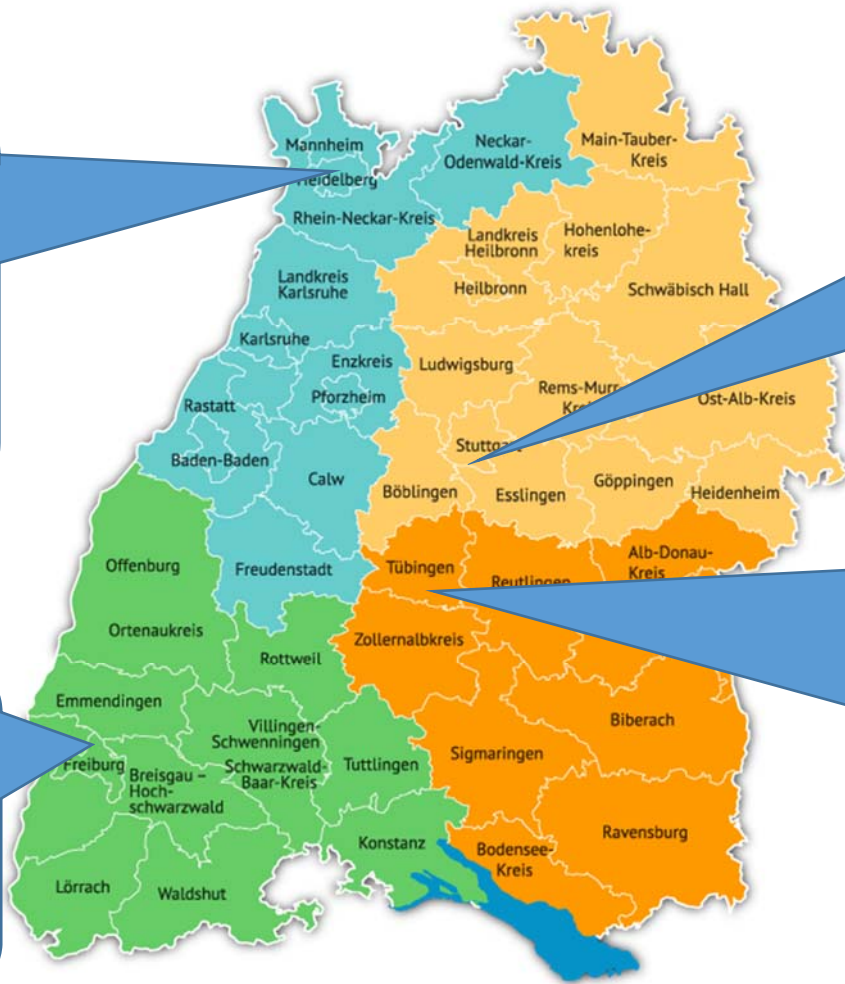 Mannheim
Neckar-
Odenwald-Kreis
Main-Tauber-
Kreis
Heidelberg
Rhein-Neckar-Kreis
Landkreis
Heilbronn
Hohenlohe-
kreis
Landkreis
Karlsruhe
Heilbronn
Schwäbisch Hall
Karlsruhe
Enzkreis
Ludwigsburg
Pforzheim
Rems-Murr-
Rastatt
Ost-Alb-Kreis
Baden-Baden
Calw
Böblingen
Esslingen
Göppingen
Heidenheim
Offenburg
Freudenstadt
Tübingen
Reutlingen
Alb-Donau-
Kreis
Ortenaukreis
Rottweil
Zollernalbkreis
Emmendingen
Villingen-
Schwenningen
Biberach
Freiburg
Breisgau –
Hoch-
schwarzwald
Schwarzwald-
Baar-Kreis
Tuttlingen
Sigmaringen
Konstanz
Bodensee-
Kreis
Ravensburg
Lörrach
Waldshut